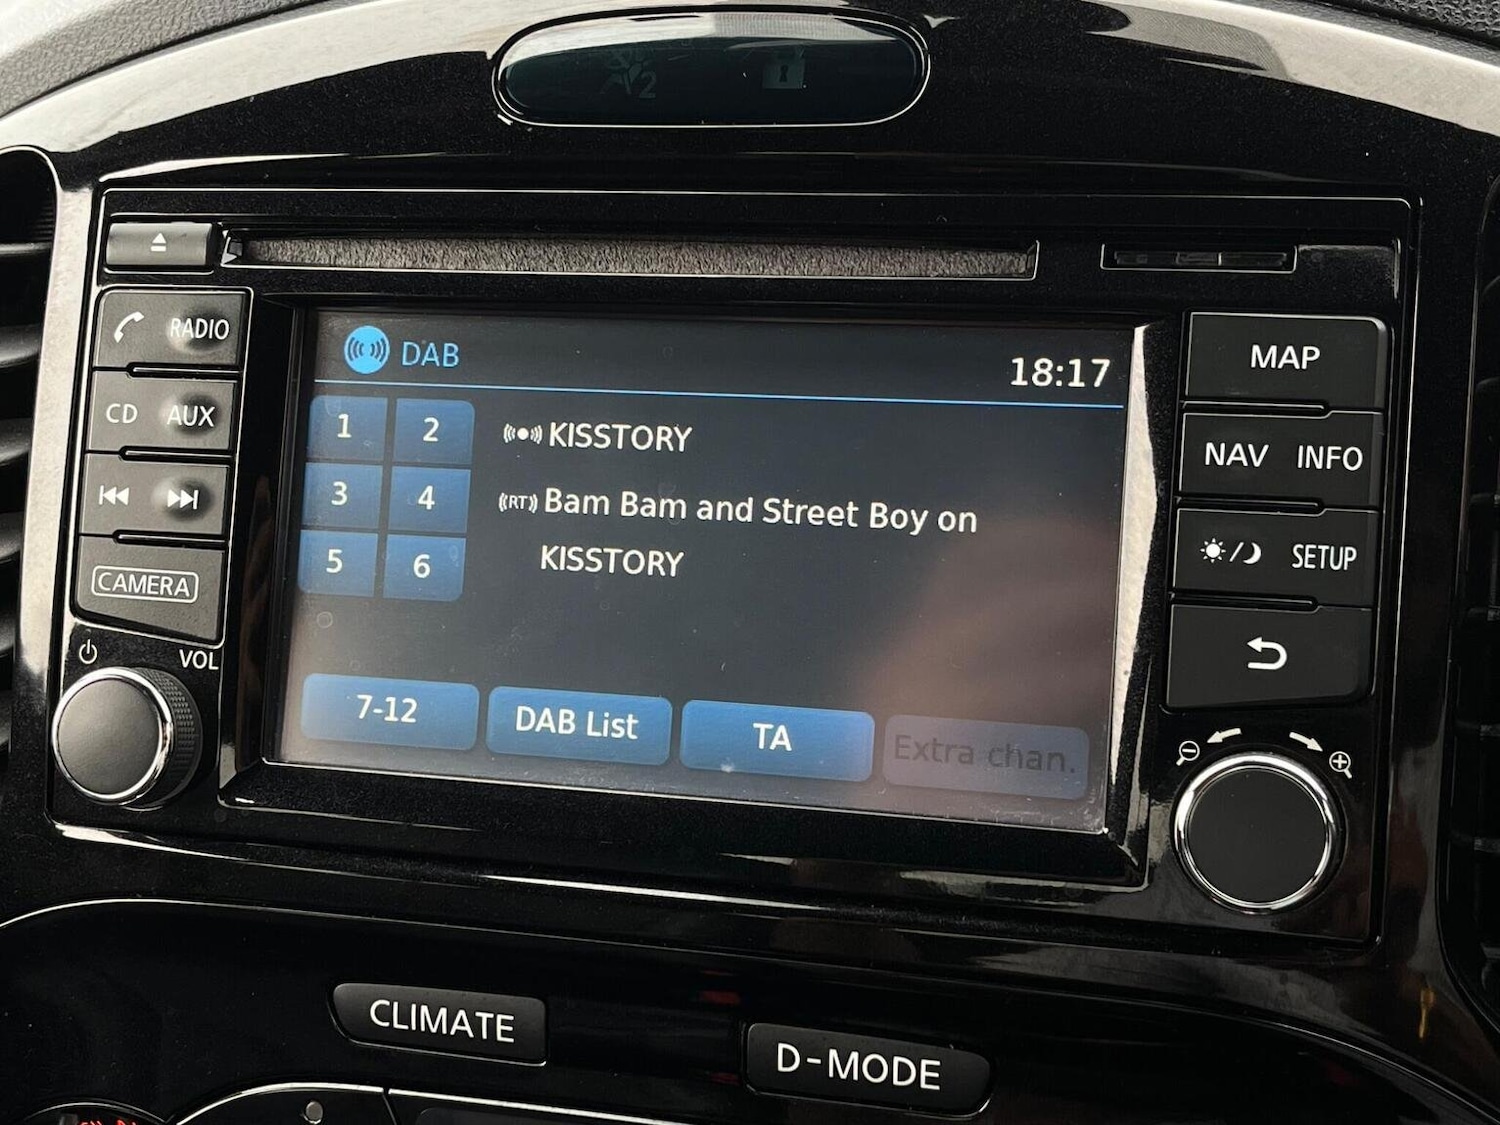 2
RADIO
CD AUX
CAMERA
VOL
DAB
18:17
1 2
3 4
5 6
KISSTORY
(RT) Bam Bam and Street Boy on
KISSTORY
7-12
DAB List
TA
Extra chan.
MAP
NAV INFO
SETUP
CLIMATE
D-MODE